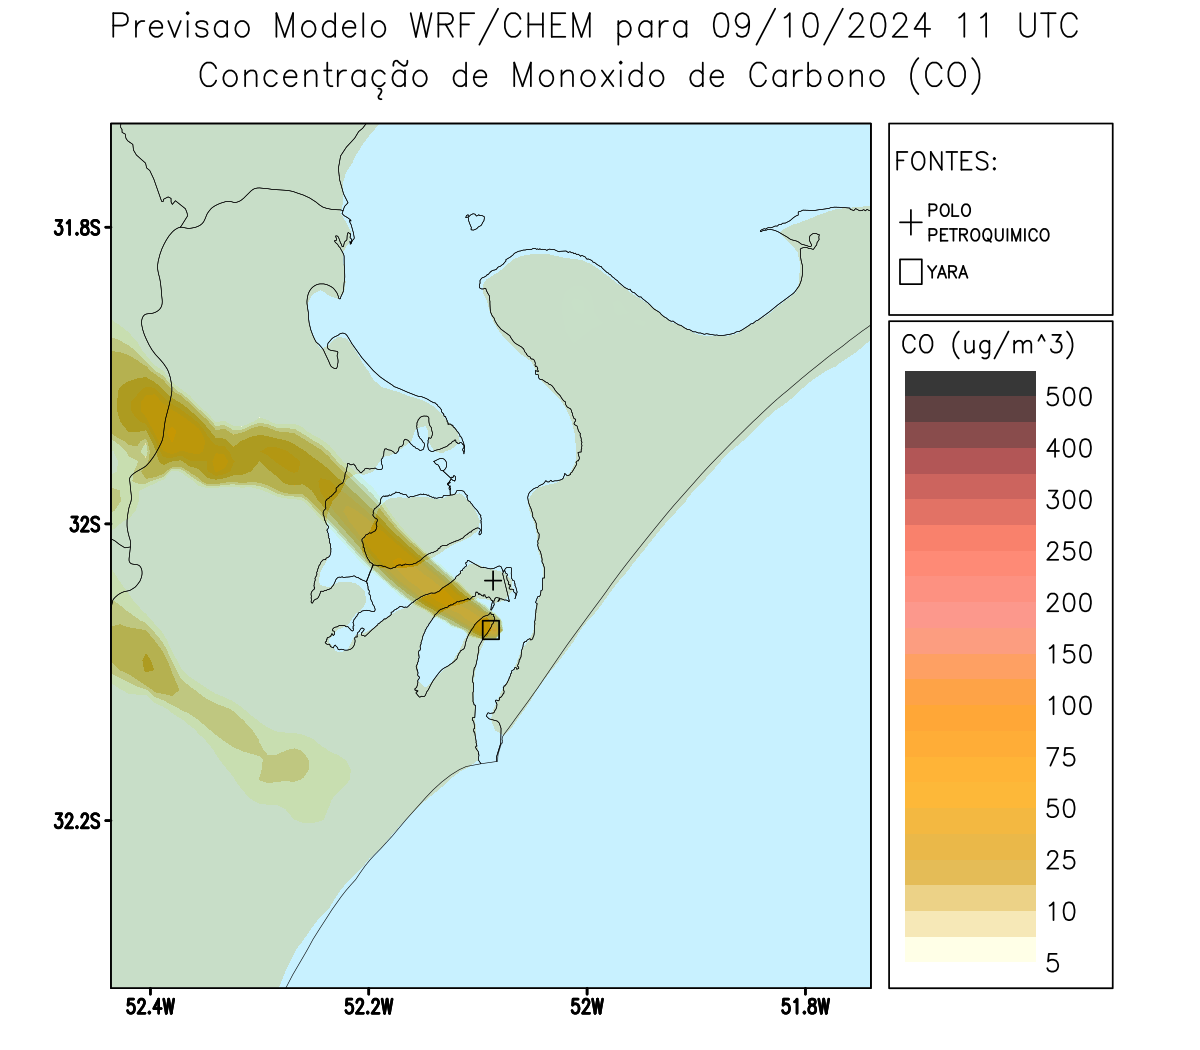 Previsao Modelo WRF/CHEM para 09/10/2024 11 UTC
Concentração de Monoxido de Carbono (CO)
FONTES:
POLO
PETROQUIMICO
YARA
CO (ug/m^3)
500
400
300
250
200
150
100
75
50
25
10
5
31.8S
32S
32.2S
52.4W
52.2W
52W
51.8W